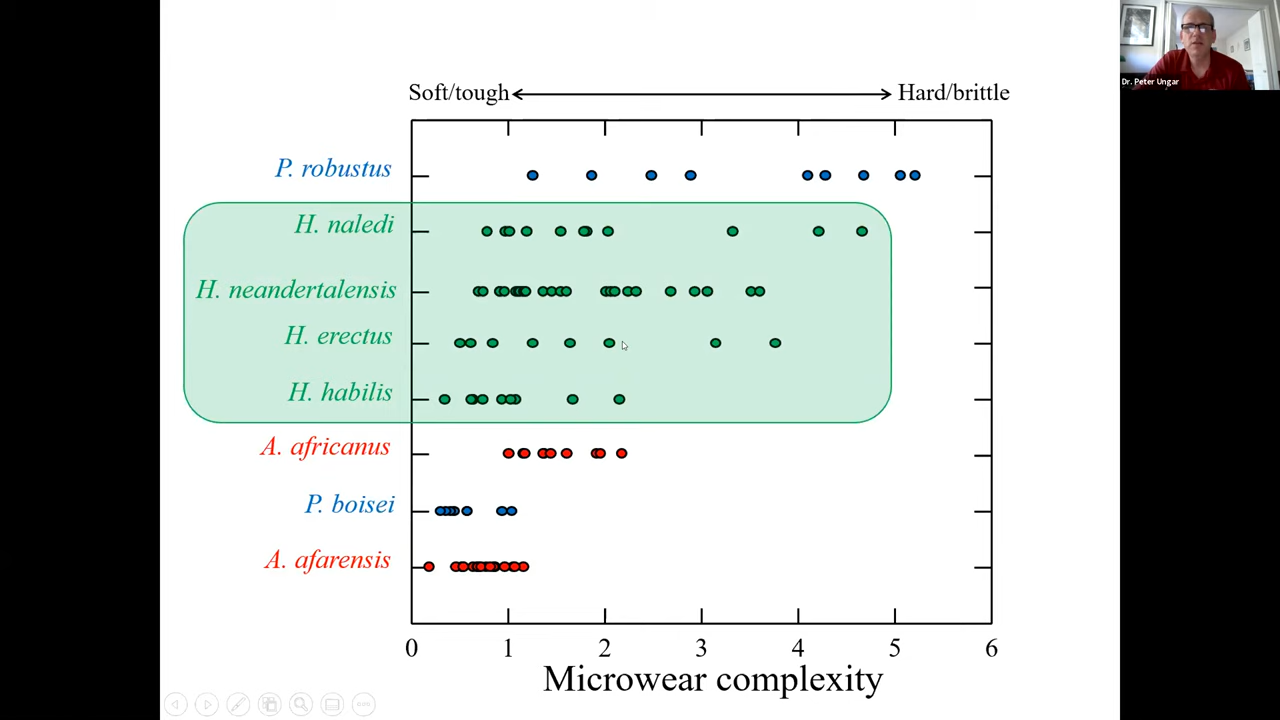 Dr. Peter Ungar
Soft/tough Hard/brittle
P. robustus
H. naledi
H. neandertalensis
H. erectus
H. habilis
A. africanus
P. boisei
A. afarensis
0 1 2 3 4 5 6
Microwear complexity